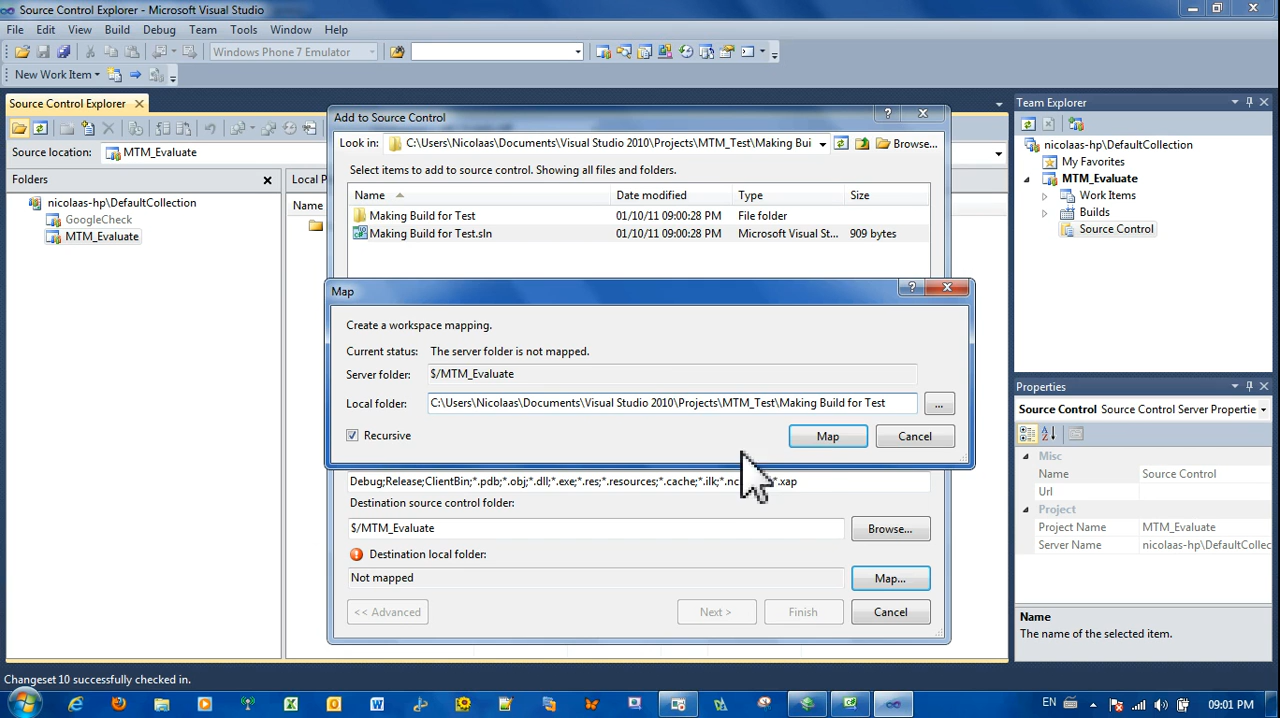 Source Control Explorer - Microsoft Visual Studio
File Edit View Build Debug Team Tools Window Help
Windows Phone 7 Emulator
New Work Item
Source Control Explorer
Source location: MTM_Evaluate
Folders
nicolaas-hp\DefaultCollection
GoogleCheck
MTM_Evaluate
Local P
Name
Add to Source Control
Look in: C:\Users\Nicolaas\Documents\Visual Studio 2010\Projects\MTM_Test\Making Bui
Browse...
Select items to add to source control. Showing all files and folders.
Name Date modified Type Size
Making Build for Test 01/10/11 09:00:28 PM File folder
Making Build for Test.sln 01/10/11 09:00:28 PM Microsoft Visual St... 909 bytes
Map
Create a workspace mapping.
Current status: The server folder is not mapped.
Server folder: $/MTM_Evaluate
Local folder: C:\Users\Nicolaas\Documents\Visual Studio 2010\Projects\MTM_Test\Making Build for Test
...
Recursive
Map Cancel
Debug;Release;ClientBin;*.pdb;*.obj;*.dll;*.exe;*.res;*.resources;*.cache;*.ilk;*.nc *.xap
Destination source control folder:
$/MTM_Evaluate
Browse...
Destination local folder:
Not mapped
Map...
<< Advanced Next > Finish Cancel
Team Explorer
nicolaas-hp\DefaultCollection
My Favorites
MTM_Evaluate
Work Items
Builds
Source Control
Properties
Source Control Source Control Server Propertie
Misc
Name Source Control
Url
Project
Project Name MTM_Evaluate
Server Name nicolaas-hp\DefaultCollec
Name
The name of the selected item.
Changeset 10 successfully checked in.
EN
09:01 PM